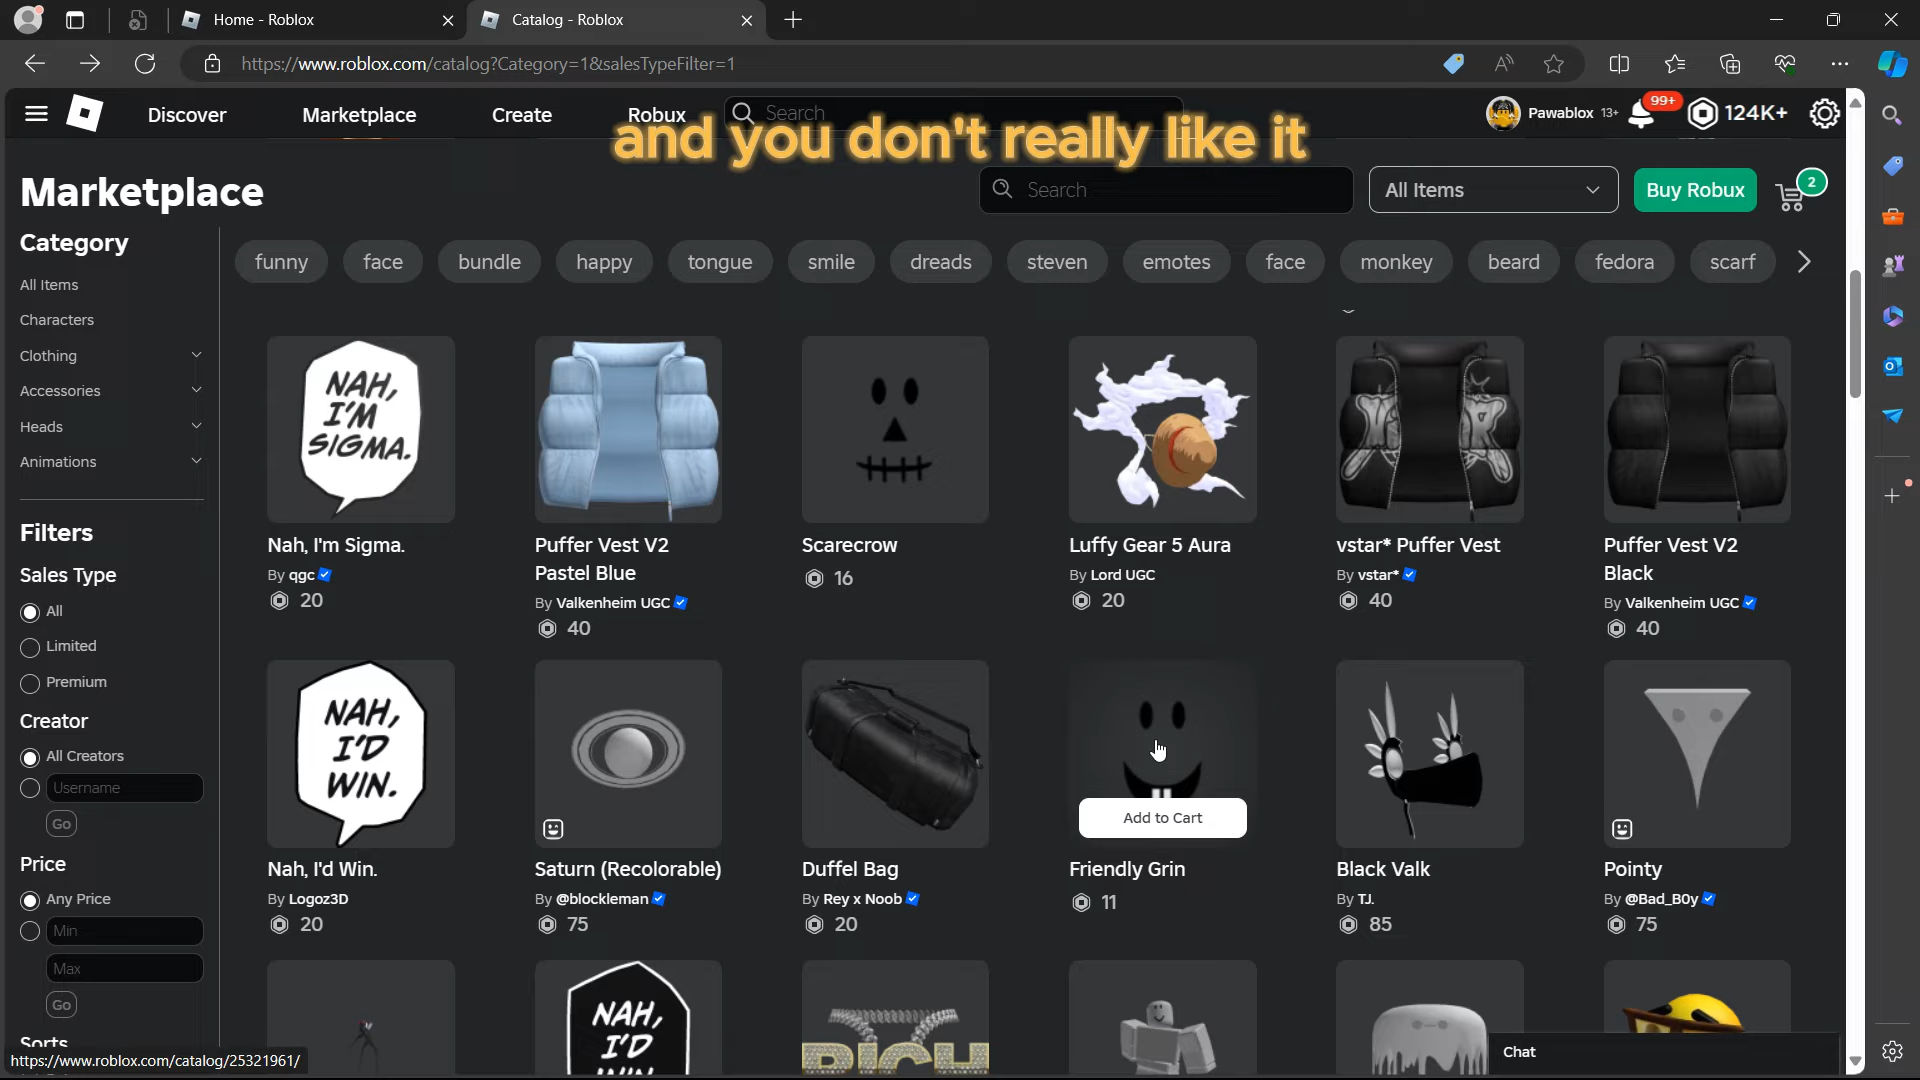 Home - Roblox
Catalog - Roblox
https://www.roblox.com/catalog?Category=1&salesTypeFilter=1
Discover
Marketplace
Create
Robux
Search
Pawablox 13+
99+
124K+
and you don't really like it
Marketplace
Search
All Items
Buy Robux
2
Category
All Items
Characters
Clothing
Accessories
Heads
Animations
funny
face
bundle
happy
tongue
smile
dreads
steven
emotes
face
monkey
beard
fedora
scarf
NAH,
I'M
SIGMA.
Nah, I'm Sigma.
By qgc
20
Puffer Vest V2
Pastel Blue
By Valkenheim UGC
40
Scarecrow
16
Luffy Gear 5 Aura
By Lord UGC
20
vstar* Puffer Vest
By vstar*
40
Puffer Vest V2
Black
By Valkenheim UGC
40
Filters
Sales Type
All
Limited
Premium
Creator
All Creators
Username
Go
Price
Any Price
Min
Max
Go
Sorts
NAH,
I'D
WIN.
Nah, I'd Win.
By Logoz3D
20
Saturn (Recolorable)
By @blockleman
75
Duffel Bag
By Rey x Noob
20
Add to Cart
Friendly Grin
11
Black Valk
By TJ.
85
Pointy
By @Bad_B0y
75
NAH,
I'D
WIN
RICH
Chat
https://www.roblox.com/catalog/25321961/